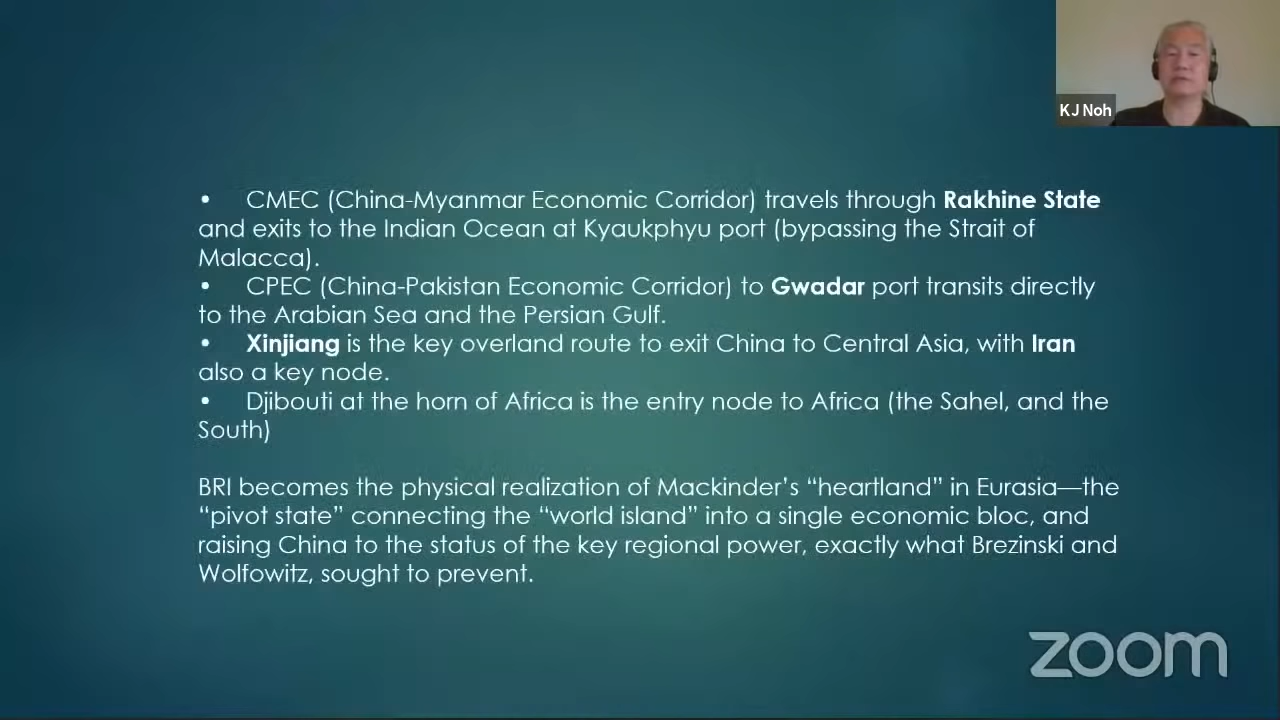 KJ Noh
• CMEC (China-Myanmar Economic Corridor) travels through Rakhine State
and exits to the Indian Ocean at Kyaukphyu port (bypassing the Strait of
Malacca).
• CPEC (China-Pakistan Economic Corridor) to Gwadar port transits directly
to the Arabian Sea and the Persian Gulf.
• Xinjiang is the key overland route to exit China to Central Asia, with Iran
also a key node.
• Djibouti at the horn of Africa is the entry node to Africa (the Sahel, and the
South)
BRI becomes the physical realization of Mackinder’s “heartland” in Eurasia—the
“pivot state” connecting the “world island” into a single economic bloc, and
raising China to the status of the key regional power, exactly what Brezinski and
Wolfowitz, sought to prevent.
zoom